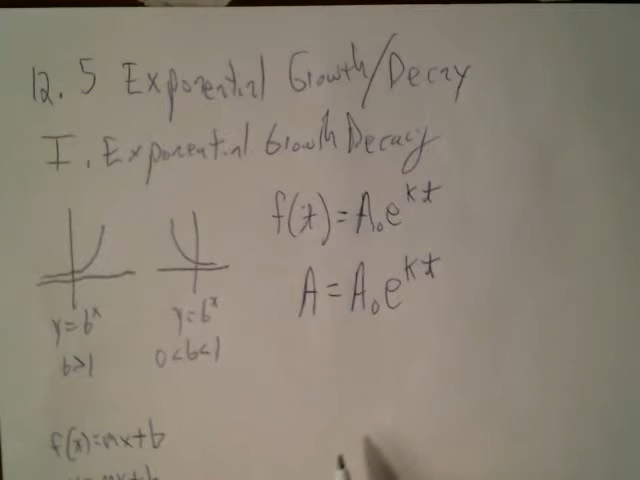 12.5 Exponential Growth/Decay
I. Exponential Growth Decay
f(t)=A₀e^kt
A=A₀e^kt
y=b^x
b>1
y=b^x
0<b<1
f(x)=mx+b